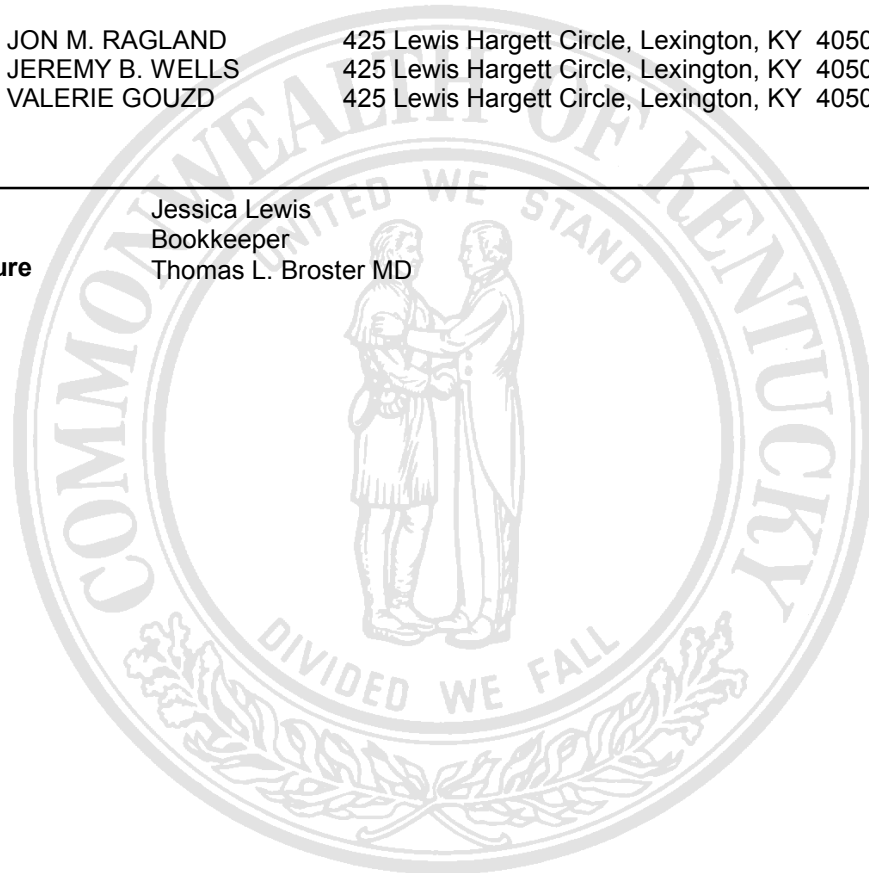 JON M. RAGLAND 425 Lewis Hargett Circle, Lexington, KY 4050
JEREMY B. WELLS 425 Lewis Hargett Circle, Lexington, KY 4050
VALERIE GOUZD 425 Lewis Hargett Circle, Lexington, KY 4050
Jessica Lewis
Bookkeeper
ure Thomas L. Broster MD
COMMONWEALTH OF KENTUCKY
UNITED WE STAND
DIVIDED WE FALL